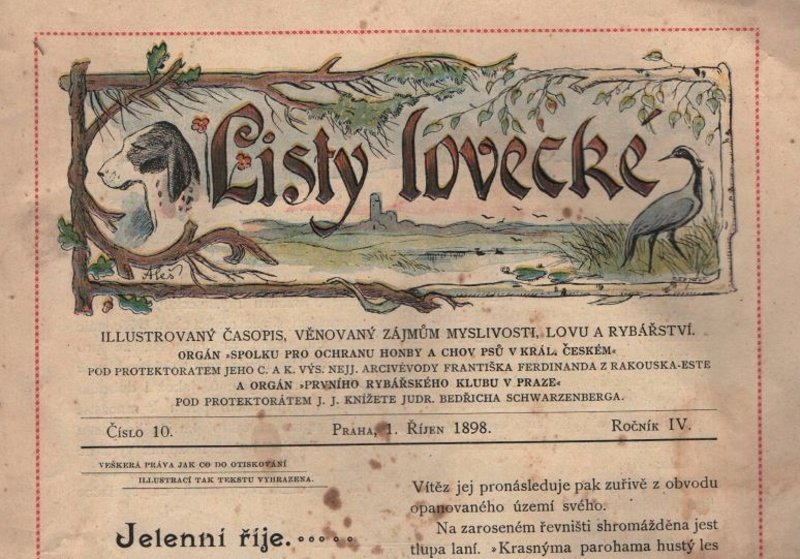 Listy lovecké
Aleš
ILLUSTROVANÝ ČASOPIS, VĚNOVANÝ ZÁJMŮM MYSLIVOSTI, LOVU A RYBÁŘSTVÍ.
ORGÁN »SPOLKU PRO OCHRANU HONBY A CHOV PSŮ V KRÁL. ČESKÉM«
POD PROTEKTORATEM JEHO C. A K. VÝS. NEJJ. ARCIVÉVODY FRANTIŠKA FERDINANDA Z RAKOUSKA-ESTE
A ORGÁN »PRVNÍHO RYBÁŘSKÉHO KLUBU V PRAZE«
POD PROTEKTORÁTEM J. J. KNÍŽETE JUDR. BEDŘICHA SCHWARZENBERGA.
ČÍSLO 10. PRAHA, 1. ŘÍJEN 1898. ROČNÍK IV.
VEŠKERÁ PRÁVA JAK CO DO OTISKOVÁNÍ
ILLUSTRACÍ TAK TEKSTU VYHRAZENA.
Jelenní říje.
Vítěz jej pronásleduje pak zuřivě z obvodu
opanovaného území svého.
Na zaroseném řevništi shromážděna jest
tlupa laní. »Krasnýma parohama hustý les